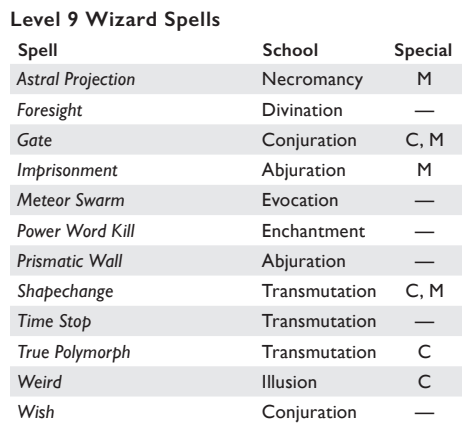 Level 9 Wizard Spells
Spell School Special
Astral Projection Necromancy M
Foresight Divination —
Gate Conjuration C, M
Imprisonment Abjuration M
Meteor Swarm Evocation —
Power Word Kill Enchantment —
Prismatic Wall Abjuration —
Shapechange Transmutation C, M
Time Stop Transmutation —
True Polymorph Transmutation C
Weird Illusion C
Wish Conjuration —